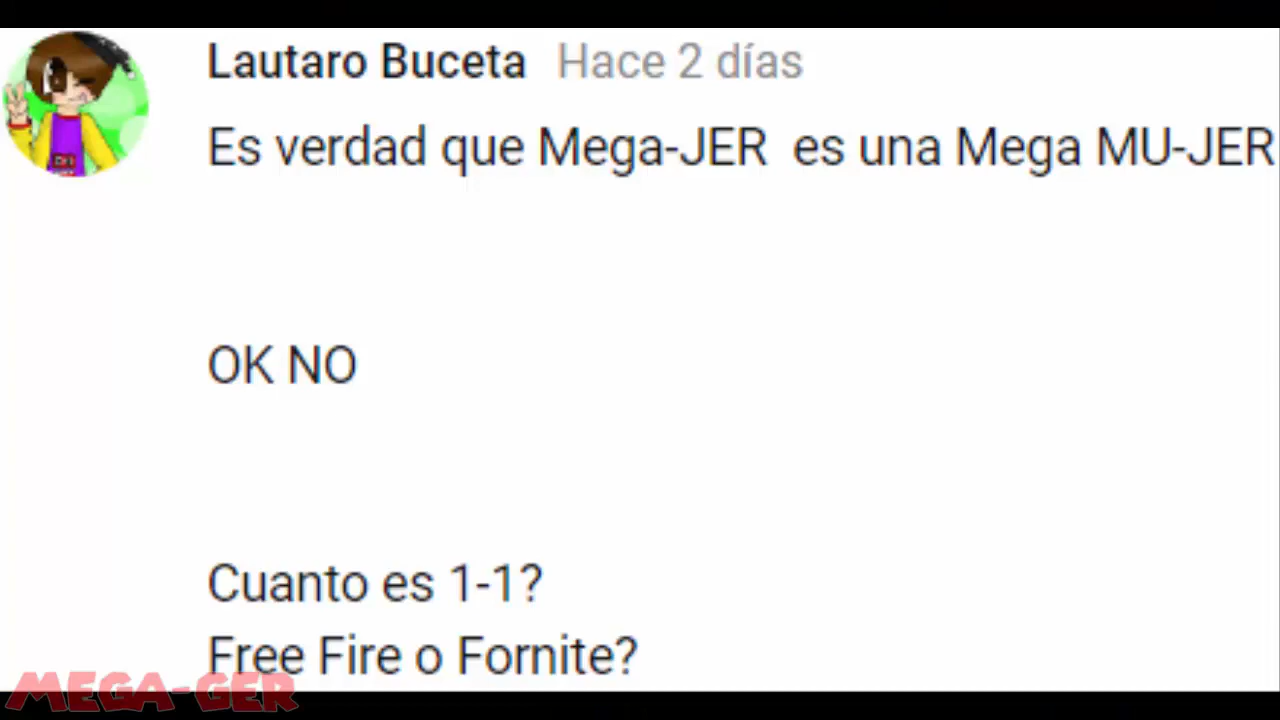 Lautaro Buceta Hace 2 días
Es verdad que Mega-JER es una Mega MU-JER
OK NO
Cuanto es 1-1?
Free Fire o Fornite?
MEGA-GER